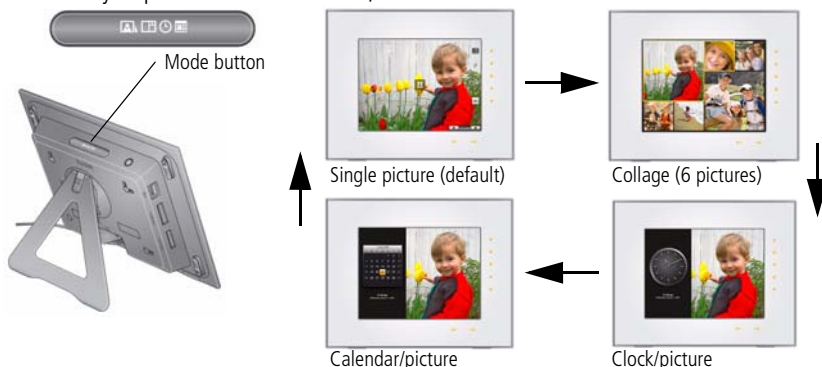 Mode button
Single picture (default)
Collage (6 pictures)
Calendar/picture
Clock/picture